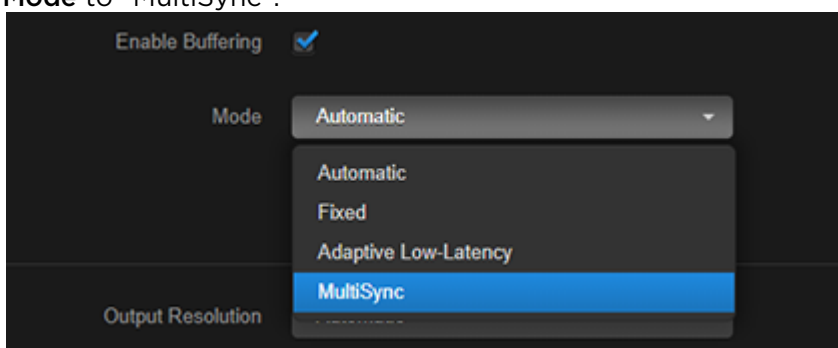 Mode to "MultiSync".
Enable Buffering
Mode Automatic
Automatic
Fixed
Adaptive Low-Latency
MultiSync
Output Resolution